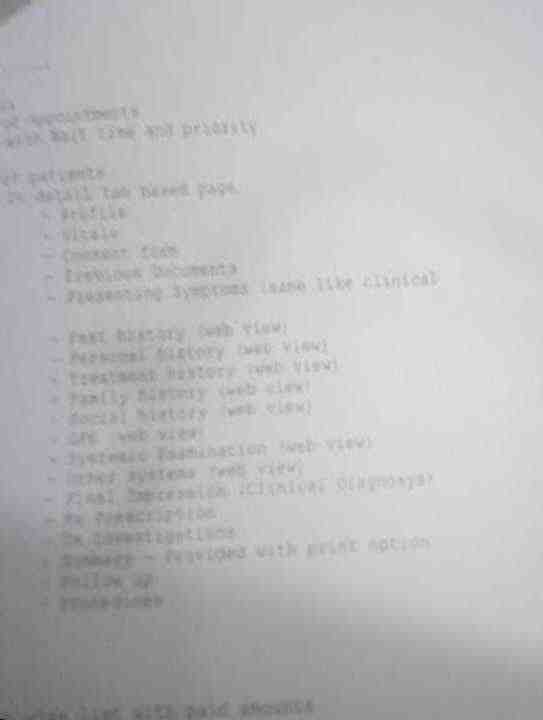 of appointments
with Wait time and priority
of patients
in detail tab based page
- Profile
- Vitals
- Consent form
- Previous Documents
- Presenting Symptoms (same like clinical
- Past history (web view)
- Personal history (web view)
- Treatment history (web view)
- Family history (web view)
- Social history (web view)
- GPE (web view)
- Systemic Examination (web view)
- Other systems (web view)
- Final Impression (Clinical Diagnosys)
- Rx Prescription
- Investigations
- Summary - Provided with print option
- Follow up
- Procedures
wise list with paid amounts